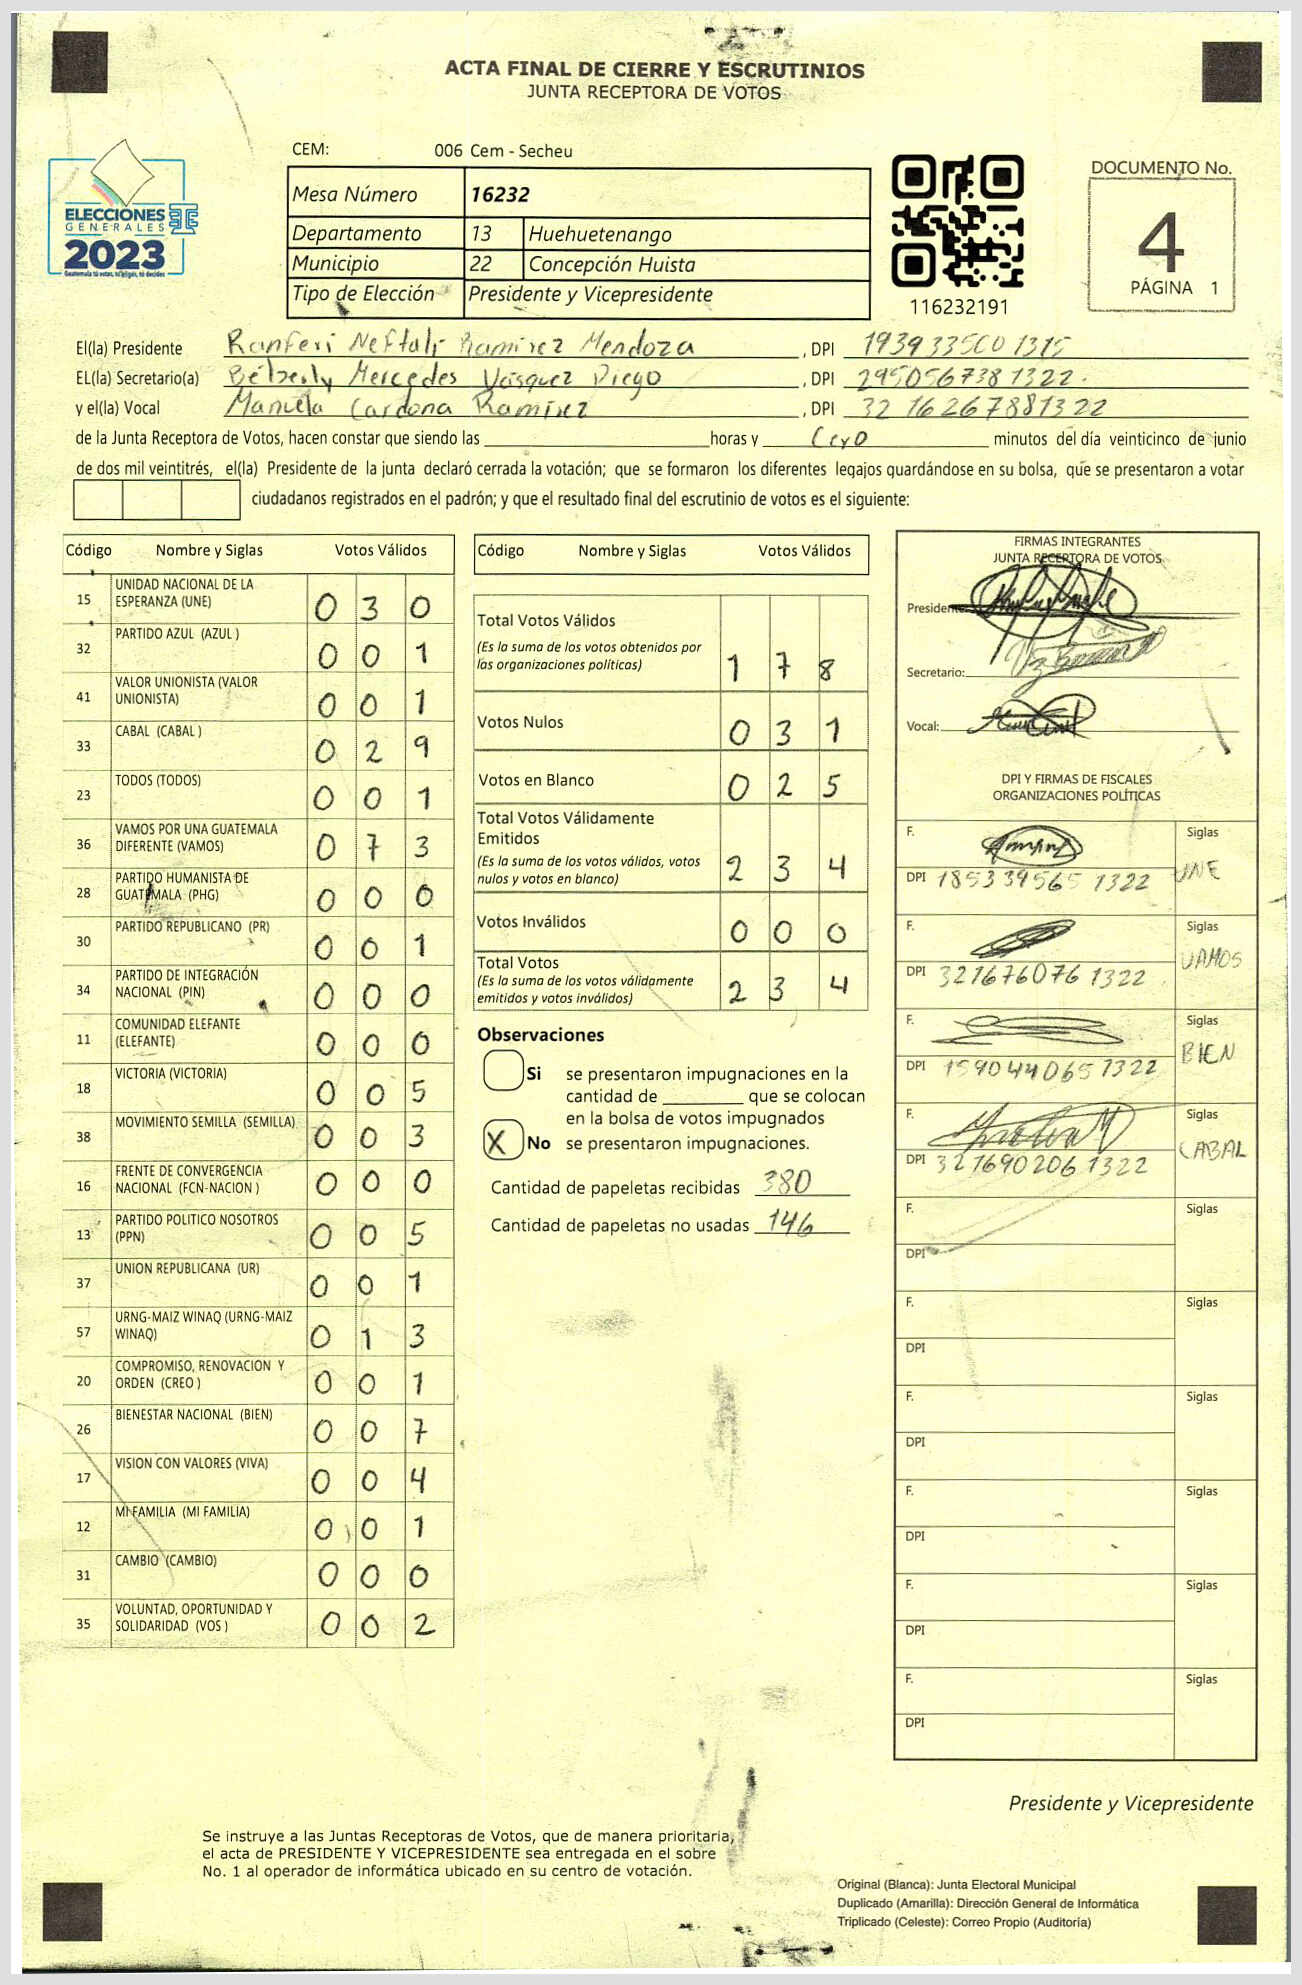 ACTA FINAL DE CIERRE Y ESCRUTINIOS
JUNTA RECEPTORA DE VOTOS
CEM: 006 Cem - Secheu
Mesa Número 16232
Departamento 13 Huehuetenango
Municipio 22 Concepción Huista
Tipo de Elección Presidente y Vicepresidente
ELECCIONES
GENERALES
2023
Guatemala tú votas, tú eliges, tú decides
116232191
DOCUMENTO No.
4
PÁGINA 1
El(la) Presidente Ranferi Neftali Ramirez Mendoza , DPI 1939335001315
EL(la) Secretario(a) Bélberly Mercedes Vásquez Diego , DPI 2950567381322.
y el(la) Vocal Manuela Cardona Ramírez , DPI 3216267881322
de la Junta Receptora de Votos, hacen constar que siendo las horas y Cero minutos del día veinticinco de junio
de dos mil veintitrés, el(la) Presidente de la junta declaró cerrada la votación; que se formaron los diferentes legajos guardándose en su bolsa, que se presentaron a votar
ciudadanos registrados en el padrón; y que el resultado final del escrutinio de votos es el siguiente:
Código Nombre y Siglas Votos Válidos
15 UNIDAD NACIONAL DE LA
ESPERANZA (UNE) 0 3 0
32 PARTIDO AZUL (AZUL ) 0 0 1
41 VALOR UNIONISTA (VALOR
UNIONISTA) 0 0 1
33 CABAL (CABAL ) 0 2 9
23 TODOS (TODOS) 0 0 1
36 VAMOS POR UNA GUATEMALA
DIFERENTE (VAMOS) 0 7 3
28 PARTIDO HUMANISTA DE
GUATEMALA (PHG) 0 0 0
30 PARTIDO REPUBLICANO (PR) 0 0 1
34 PARTIDO DE INTEGRACIÓN
NACIONAL (PIN) 0 0 0
11 COMUNIDAD ELEFANTE
(ELEFANTE) 0 0 0
18 VICTORIA (VICTORIA) 0 0 5
38 MOVIMIENTO SEMILLA (SEMILLA) 0 0 3
16 FRENTE DE CONVERGENCIA
NACIONAL (FCN-NACION ) 0 0 0
13 PARTIDO POLITICO NOSOTROS
(PPN) 0 0 5
37 UNION REPUBLICANA (UR) 0 0 1
57 URNG-MAIZ WINAQ (URNG-MAIZ
WINAQ) 0 1 3
20 COMPROMISO, RENOVACION Y
ORDEN (CREO ) 0 0 1
26 BIENESTAR NACIONAL (BIEN) 0 0 7
17 VISION CON VALORES (VIVA) 0 0 4
12 MI FAMILIA (MI FAMILIA) 0 0 1
31 CAMBIO (CAMBIO) 0 0 0
35 VOLUNTAD, OPORTUNIDAD Y
SOLIDARIDAD (VOS ) 0 0 2
Código Nombre y Siglas Votos Válidos
Total Votos Válidos
(Es la suma de los votos obtenidos por
las organizaciones políticas) 1 7 8
Votos Nulos 0 3 1
Votos en Blanco 0 2 5
Total Votos Válidamente
Emitidos
(Es la suma de los votos válidos, votos
nulos y votos en blanco) 2 3 4
Votos Inválidos 0 0 0
Total Votos
(Es la suma de los votos válidamente
emitidos y votos inválidos) 2 3 4
Observaciones
Si se presentaron impugnaciones en la
cantidad de que se colocan
en la bolsa de votos impugnados
X No se presentaron impugnaciones.
Cantidad de papeletas recibidas 380
Cantidad de papeletas no usadas 146
FIRMAS INTEGRANTES
JUNTA RECEPTORA DE VOTOS
Presidente:
Secretario:
Vocal:
DPI Y FIRMAS DE FISCALES
ORGANIZACIONES POLÍTICAS
F. Siglas
DPI 185339565 1322 UNE
F. Siglas
DPI 321676076 1322 VAMOS
F. Siglas
DPI 159044065 1322 BIEN
F. Siglas
DPI 321690206 1322 CABAL
F. Siglas
DPI
F. Siglas
DPI
F. Siglas
DPI
F. Siglas
DPI
F. Siglas
DPI
F. Siglas
DPI
Presidente y Vicepresidente
Se instruye a las Juntas Receptoras de Votos, que de manera prioritaria,
el acta de PRESIDENTE Y VICEPRESIDENTE sea entregada en el sobre
No. 1 al operador de informática ubicado en su centro de votación.
Original (Blanca): Junta Electoral Municipal
Duplicado (Amarilla): Dirección General de Informática
Triplicado (Celeste): Correo Propio (Auditoría)